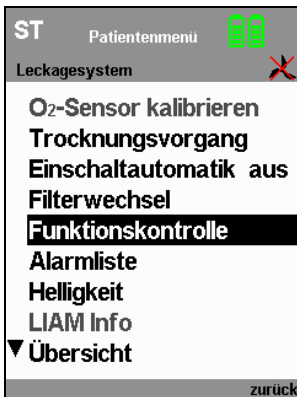 ST Patientenmenü
Leckagesystem
O₂-Sensor kalibrieren
Trocknungsvorgang
Einschaltautomatik aus
Filterwechsel
Funktionskontrolle
Alarmliste
Helligkeit
LIAM Info
Übersicht
zurück